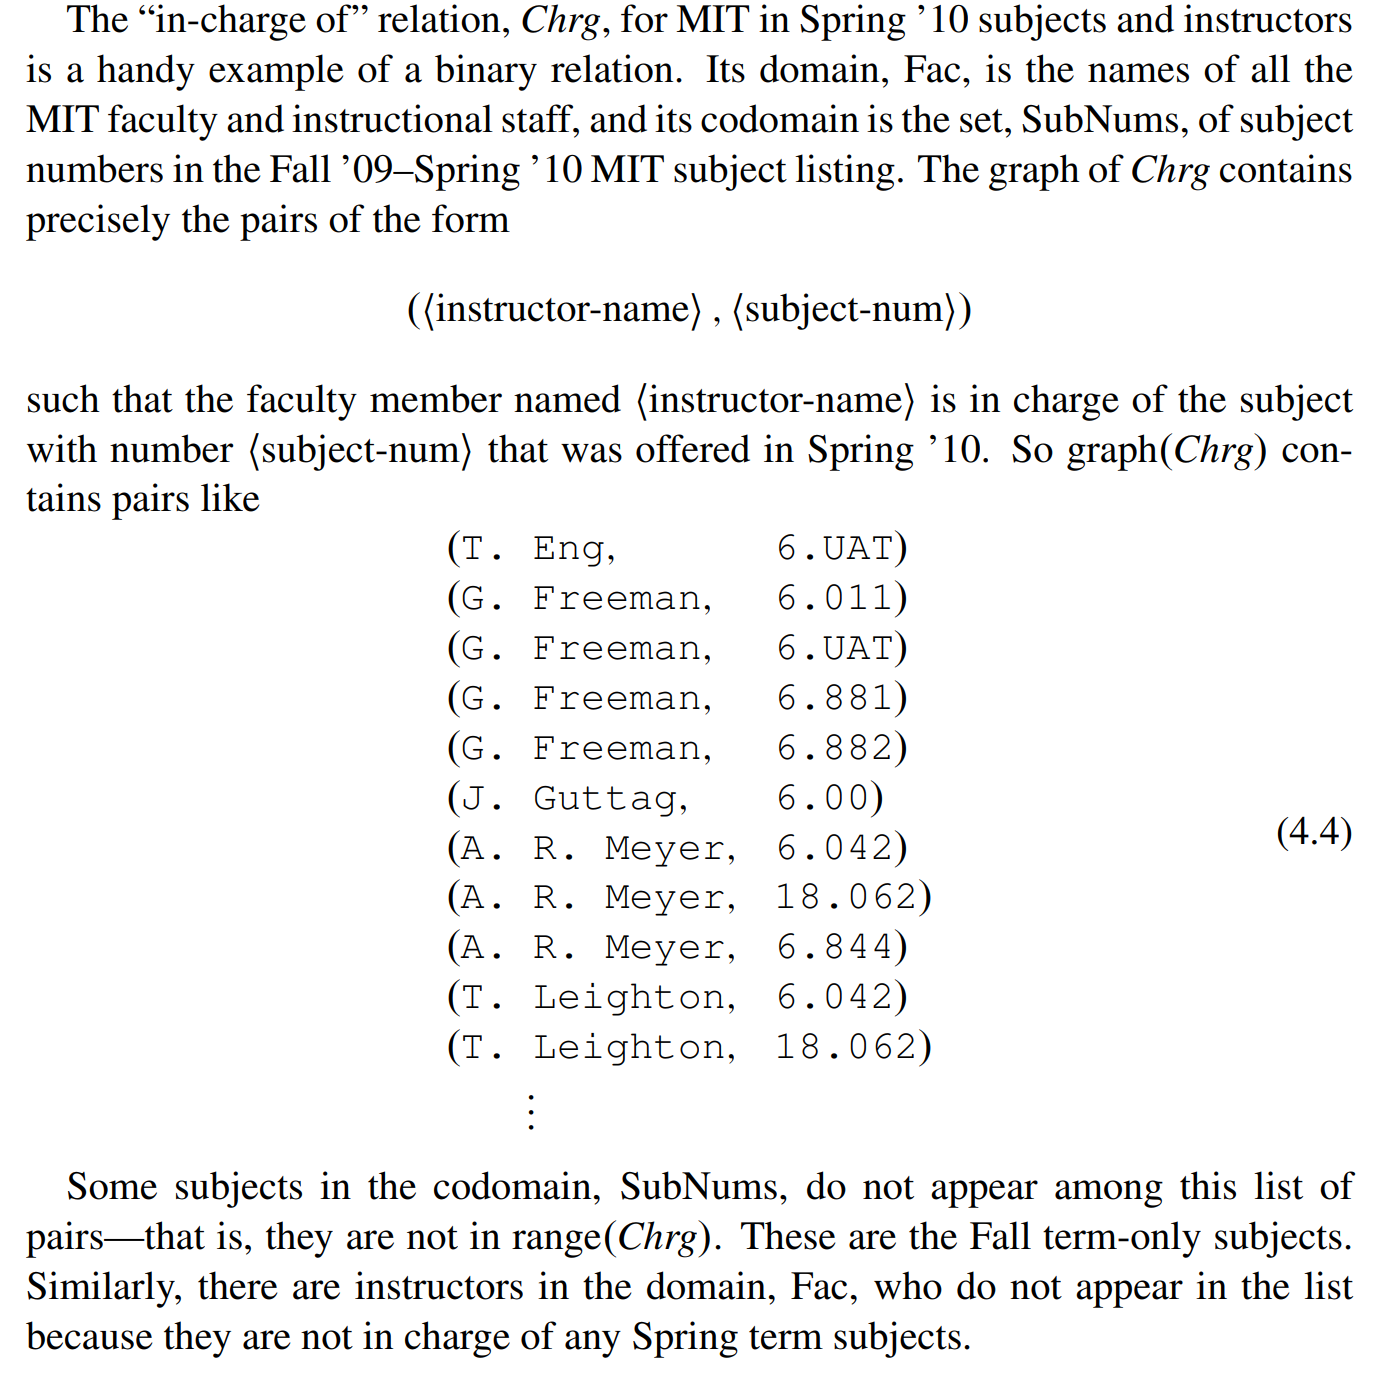 The “in-charge of” relation, Chrg, for MIT in Spring ’10 subjects and instructors
is a handy example of a binary relation. Its domain, Fac, is the names of all the
MIT faculty and instructional staff, and its codomain is the set, SubNums, of subject
numbers in the Fall ’09–Spring ’10 MIT subject listing. The graph of Chrg contains
precisely the pairs of the form
(⟨instructor-name⟩ , ⟨subject-num⟩)
such that the faculty member named ⟨instructor-name⟩ is in charge of the subject
with number ⟨subject-num⟩ that was offered in Spring ’10. So graph(Chrg) con-
tains pairs like
(T. Eng, 6.UAT)
(G. Freeman, 6.011)
(G. Freeman, 6.UAT)
(G. Freeman, 6.881)
(G. Freeman, 6.882)
(J. Guttag, 6.00)
(A. R. Meyer, 6.042)
(A. R. Meyer, 18.062)
(A. R. Meyer, 6.844)
(T. Leighton, 6.042)
(T. Leighton, 18.062)
⋮
(4.4)
Some subjects in the codomain, SubNums, do not appear among this list of
pairs—that is, they are not in range(Chrg). These are the Fall term-only subjects.
Similarly, there are instructors in the domain, Fac, who do not appear in the list
because they are not in charge of any Spring term subjects.